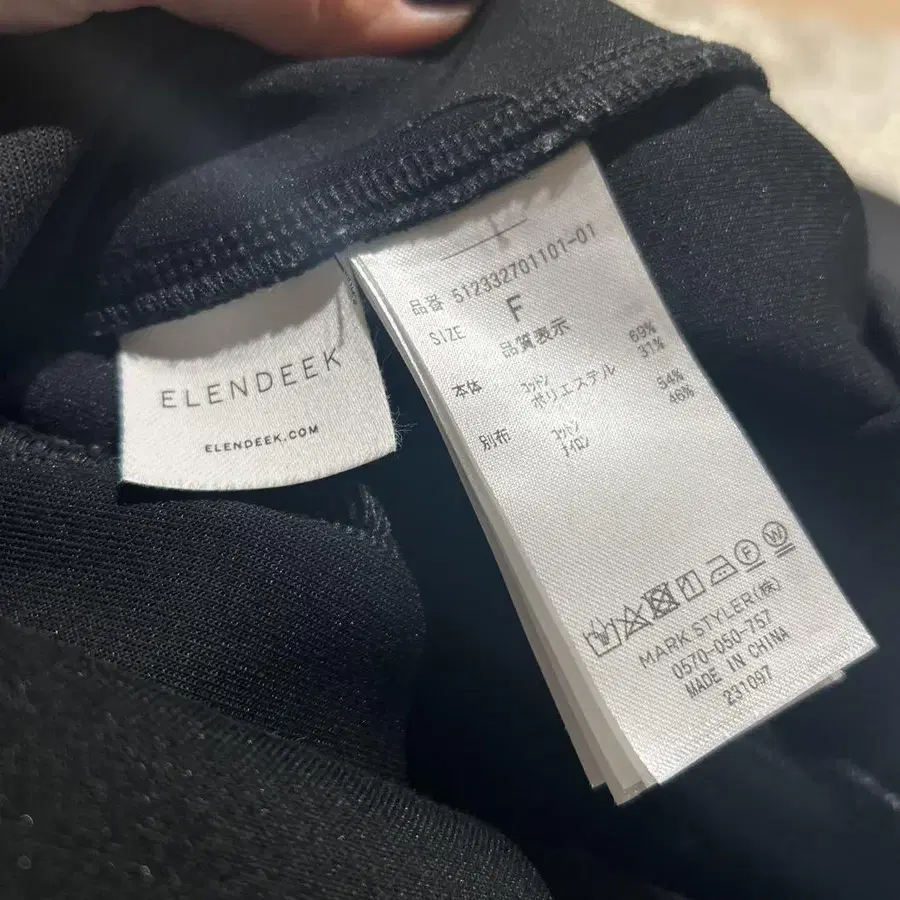 ELENDEEK
ELENDEEK.COM
品番 512332701101-01
SIZE F
品質表示
本体 コットン 69%
ポリエステル 31%
別布 コットン 54%
ナイロン 46%
F W
MARK STYLER(株)
0570-050-757
MADE IN CHINA
231097